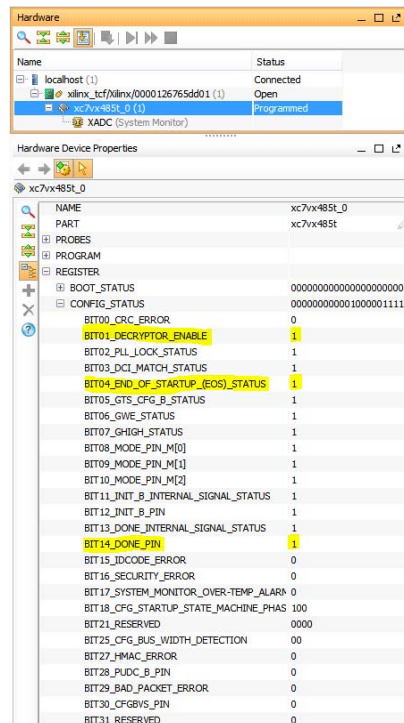 Hardware
Name Status
localhost (1) Connected
xilinx_tcf/Xilinx/0000126765dd01 (1) Open
xc7vx485t_0 (1) Programmed
XADC (System Monitor)
Hardware Device Properties
xc7vx485t_0
NAME xc7vx485t_0
PART xc7vx485t
PROBES
PROGRAM
REGISTER
BOOT_STATUS 00000000000000000000
CONFIG_STATUS 00000000001000001111
BIT00_CRC_ERROR 0
BIT01_DECRYPTOR_ENABLE 1
BIT02_PLL_LOCK_STATUS 1
BIT03_DCI_MATCH_STATUS 1
BIT04_END_OF_STARTUP_(EOS)_STATUS 1
BIT05_GTS_CFG_B_STATUS 1
BIT06_GWE_STATUS 1
BIT07_GHIGH_STATUS 1
BIT08_MODE_PIN_M[0] 1
BIT09_MODE_PIN_M[1] 1
BIT10_MODE_PIN_M[2] 1
BIT11_INIT_B_INTERNAL_SIGNAL_STATUS 1
BIT12_INIT_B_PIN 1
BIT13_DONE_INTERNAL_SIGNAL_STATUS 1
BIT14_DONE_PIN 1
BIT15_IDCODE_ERROR 0
BIT16_SECURITY_ERROR 0
BIT17_SYSTEM_MONITOR_OVER-TEMP_ALARM 0
BIT18_CFG_STARTUP_STATE_MACHINE_PHAS 100
BIT21_RESERVED 0000
BIT25_CFG_BUS_WIDTH_DETECTION 00
BIT27_HMAC_ERROR 0
BIT28_PUDC_B_PIN 0
BIT29_BAD_PACKET_ERROR 0
BIT30_CFGBVS_PIN 0
BIT31_RESERVED 0